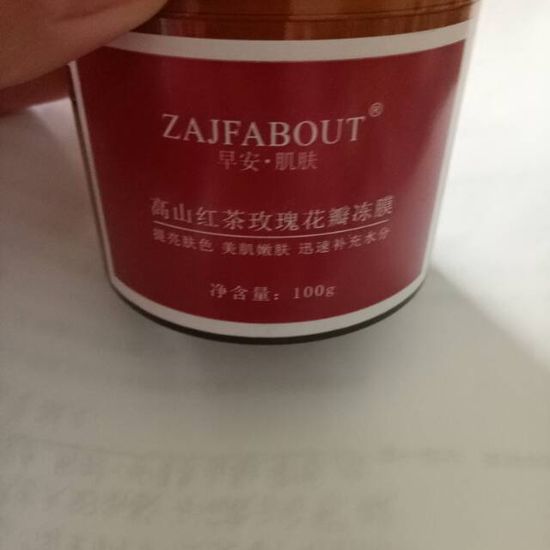 ZAJFABOUT®
早安·肌肤
高山红茶玫瑰花瓣冻膜
提亮肤色 美肌嫩肤 迅速补充水分
净含量：100g